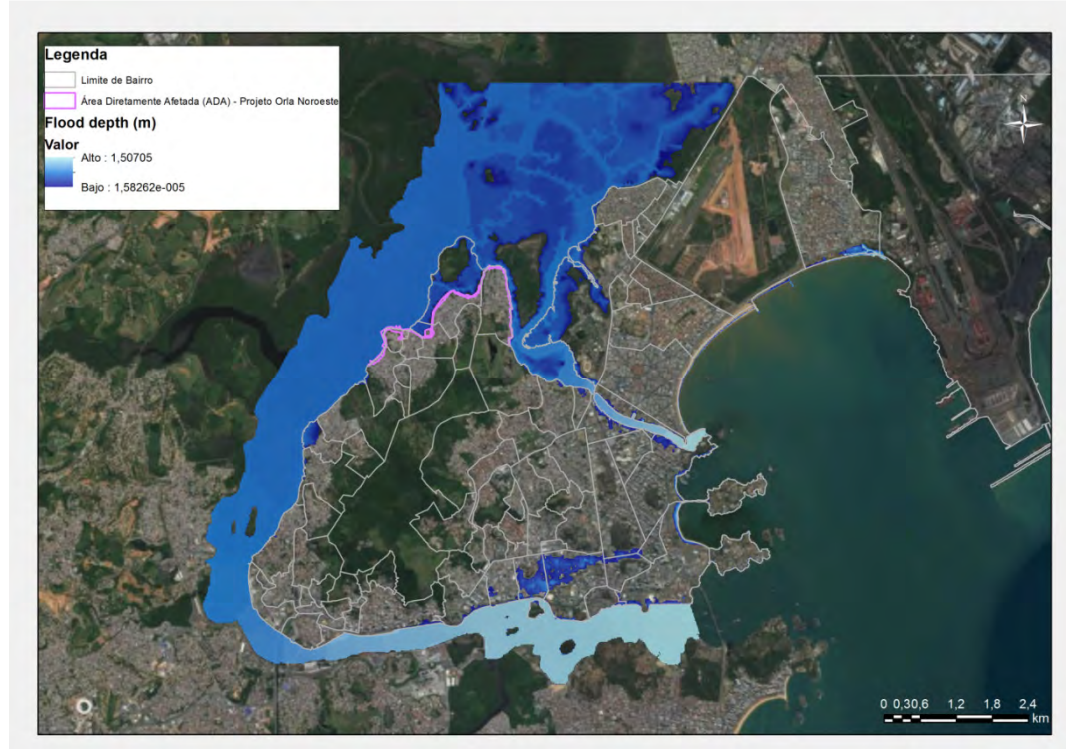 Legenda
Limite de Bairro
Área Diretamente Afetada (ADA) - Projeto Orla Noroeste
Flood depth (m)
Valor
Alto : 1,50705
Bajo : 1,58262e-005
0 0,30,6 1,2 1,8 2,4
km